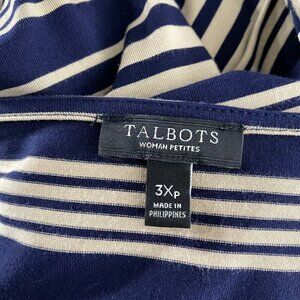 TALBOTS
WOMAN PETITES
3XP
MADE IN
PHILIPPINES